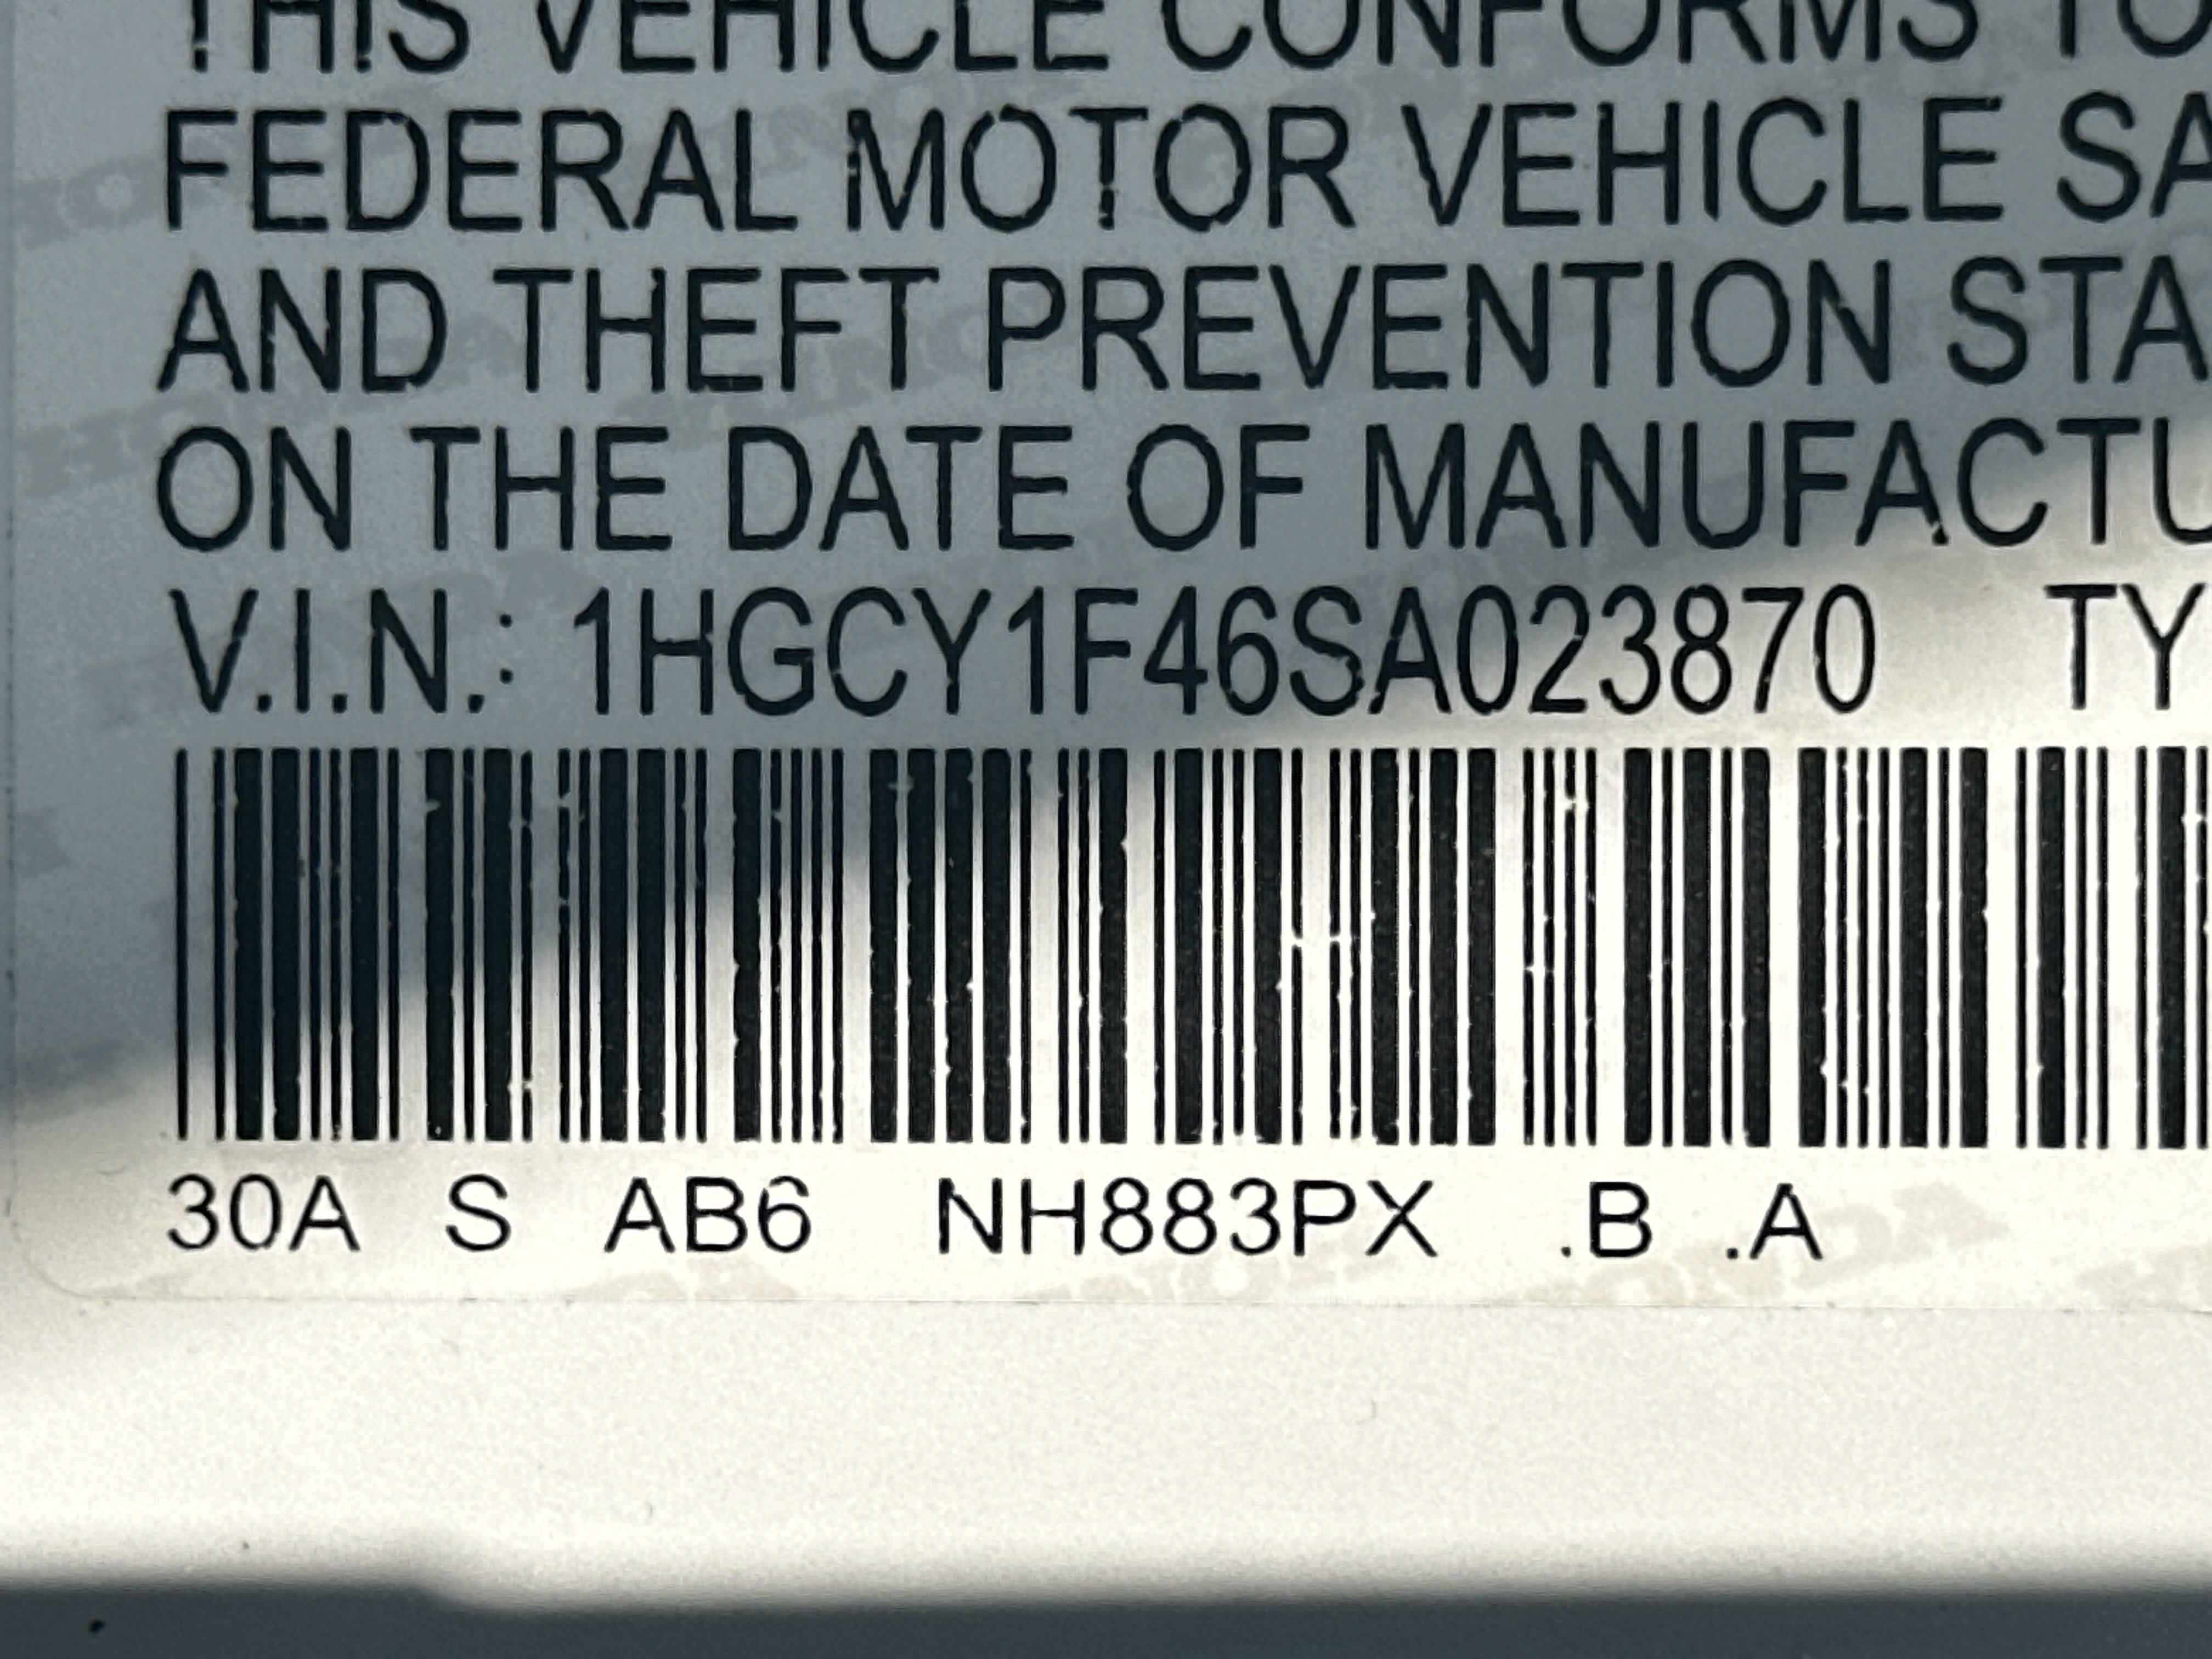 THIS VEHICLE CONFORMS TO
FEDERAL MOTOR VEHICLE SA
AND THEFT PREVENTION STA
ON THE DATE OF MANUFACTU
V.I.N.: 1HGCY1F46SA023870 TY
30A S AB6 NH883PX .B .A